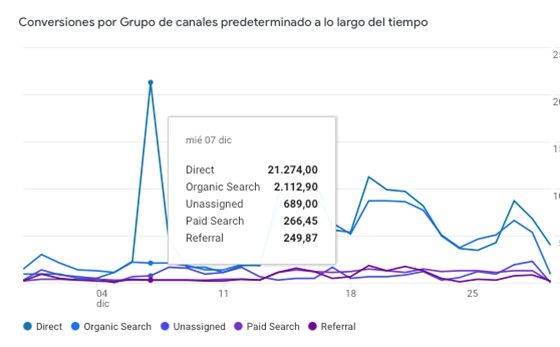 Conversiones por Grupo de canales predeterminado a lo largo del tiempo
mié 07 dic
Direct 21.274,00
Organic Search 2.112,90
Unassigned 689,00
Paid Search 266,45
Referral 249,87
04 11 18 25
dic
Direct Organic Search Unassigned Paid Search Referral